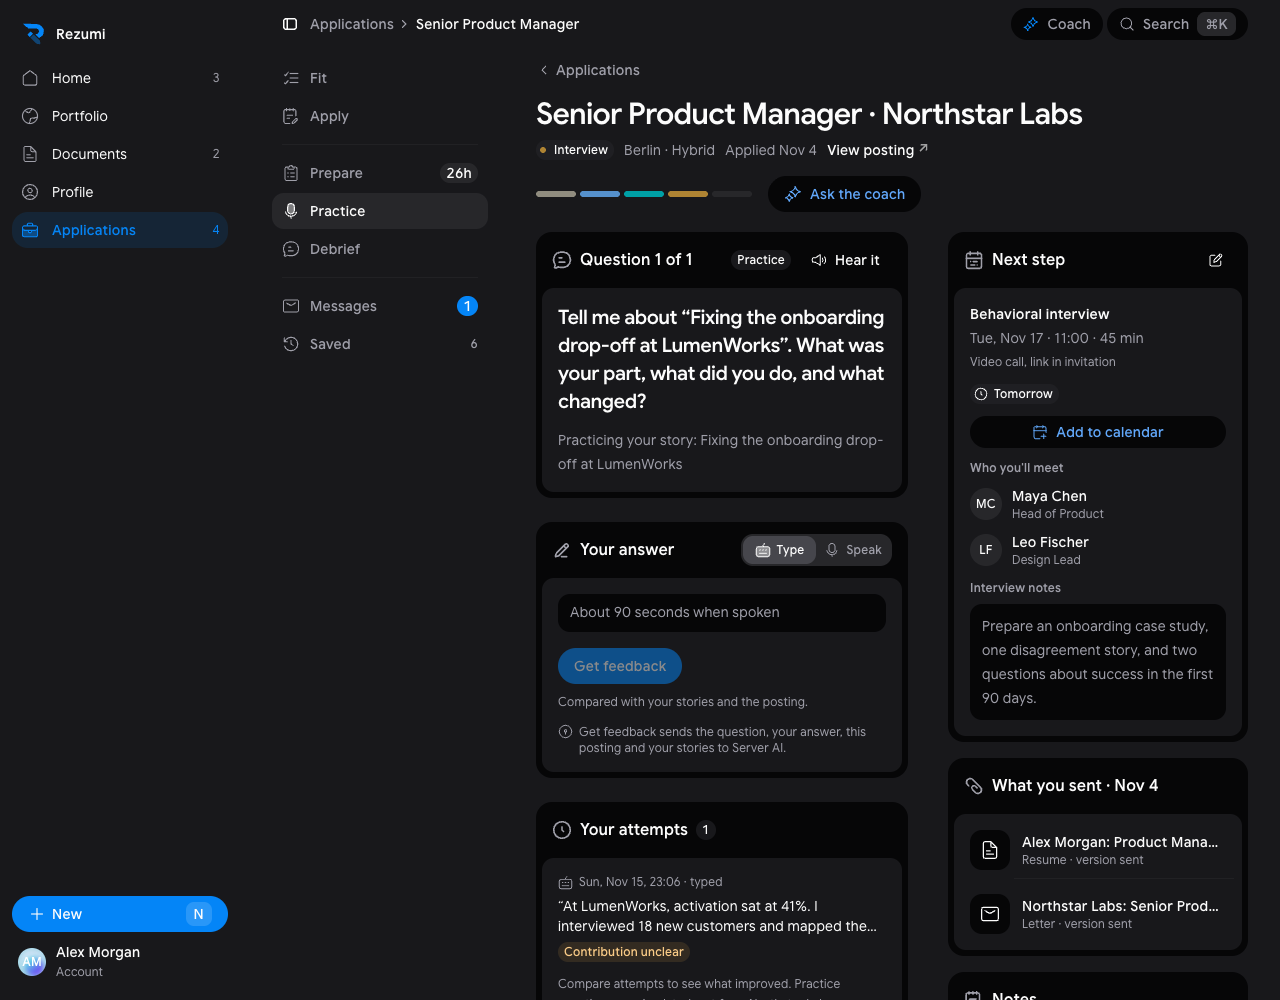 Rezumi
Home 3
Portfolio
Documents 2
Profile
Applications 4
New N
AM
Alex Morgan
Account
Applications > Senior Product Manager
Coach
Search ⌘K
Fit
Apply
Prepare 26h
Practice
Debrief
Messages 1
Saved 6
Applications
Senior Product Manager · Northstar Labs
Interview Berlin · Hybrid Applied Nov 4 View posting ↗
Ask the coach
Question 1 of 1 Practice Hear it
Tell me about “Fixing the onboarding
drop-off at LumenWorks”. What was
your part, what did you do, and what
changed?
Practicing your story: Fixing the onboarding drop-
off at LumenWorks
Your answer Type Speak
About 90 seconds when spoken
Get feedback
Compared with your stories and the posting.
Get feedback sends the question, your answer, this
posting and your stories to Server AI.
Your attempts 1
Sun, Nov 15, 23:06 · typed
“At LumenWorks, activation sat at 41%. I
interviewed 18 new customers and mapped the…
Contribution unclear
Compare attempts to see what improved. Practice
Next step
Behavioral interview
Tue, Nov 17 · 11:00 · 45 min
Video call, link in invitation
Tomorrow
Add to calendar
Who you'll meet
MC
Maya Chen
Head of Product
LF
Leo Fischer
Design Lead
Interview notes
Prepare an onboarding case study,
one disagreement story, and two
questions about success in the first
90 days.
What you sent · Nov 4
Alex Morgan: Product Mana…
Resume · version sent
Northstar Labs: Senior Prod…
Letter · version sent
Notes